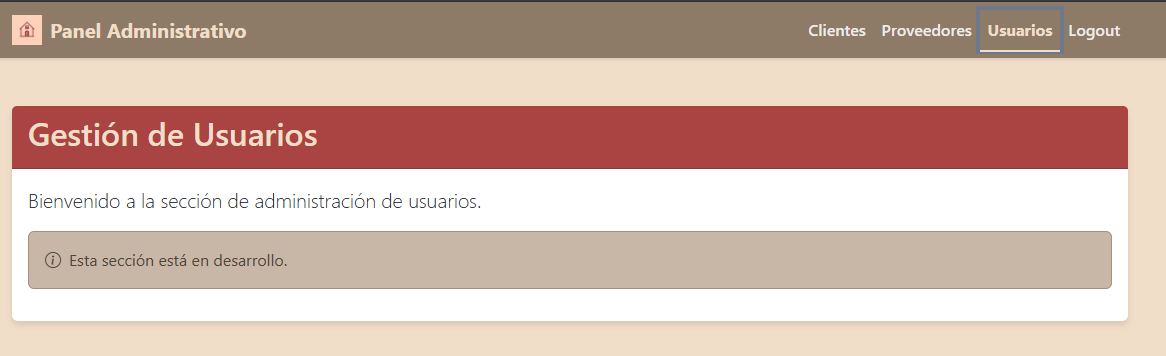 Panel Administrativo Clientes Proveedores Usuarios Logout
Gestión de Usuarios
Bienvenido a la sección de administración de usuarios.
Esta sección está en desarrollo.